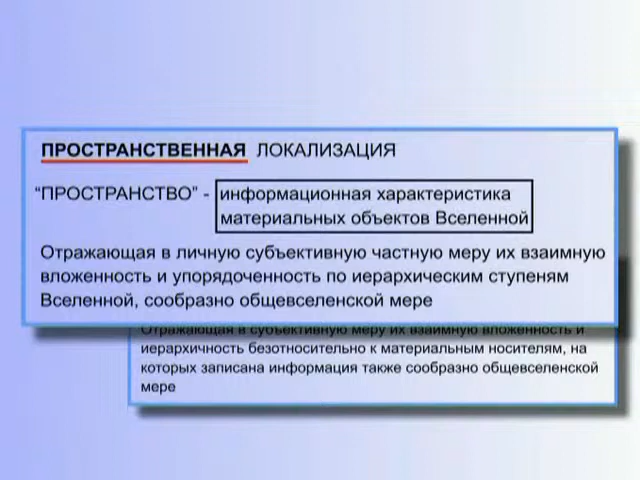 ПРОСТРАНСТВЕННАЯ ЛОКАЛИЗАЦИЯ
“ПРОСТРАНСТВО” - информационная характеристика
материальных объектов Вселенной
Отражающая в личную субъективную частную меру их взаимную
вложенность и упорядоченность по иерархическим ступеням
Вселенной, сообразно общевселенской мере
Отражающая в субъективную меру их взаимную вложенность и
иерархичность безотносительно к материальным носителям, на
которых записана информация также сообразно общевселенской
мере